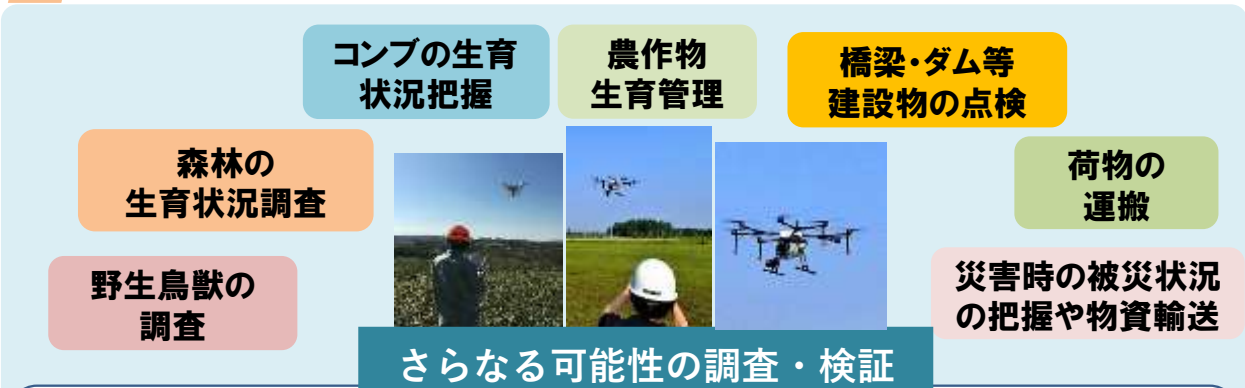 コンブの生育
状況把握
農作物
生育管理
橋梁・ダム等
建設物の点検
森林の
生育状況調査
荷物の
運搬
野生鳥獣の
調査
災害時の被災状況
の把握や物資輸送
さらなる可能性の調査・検証